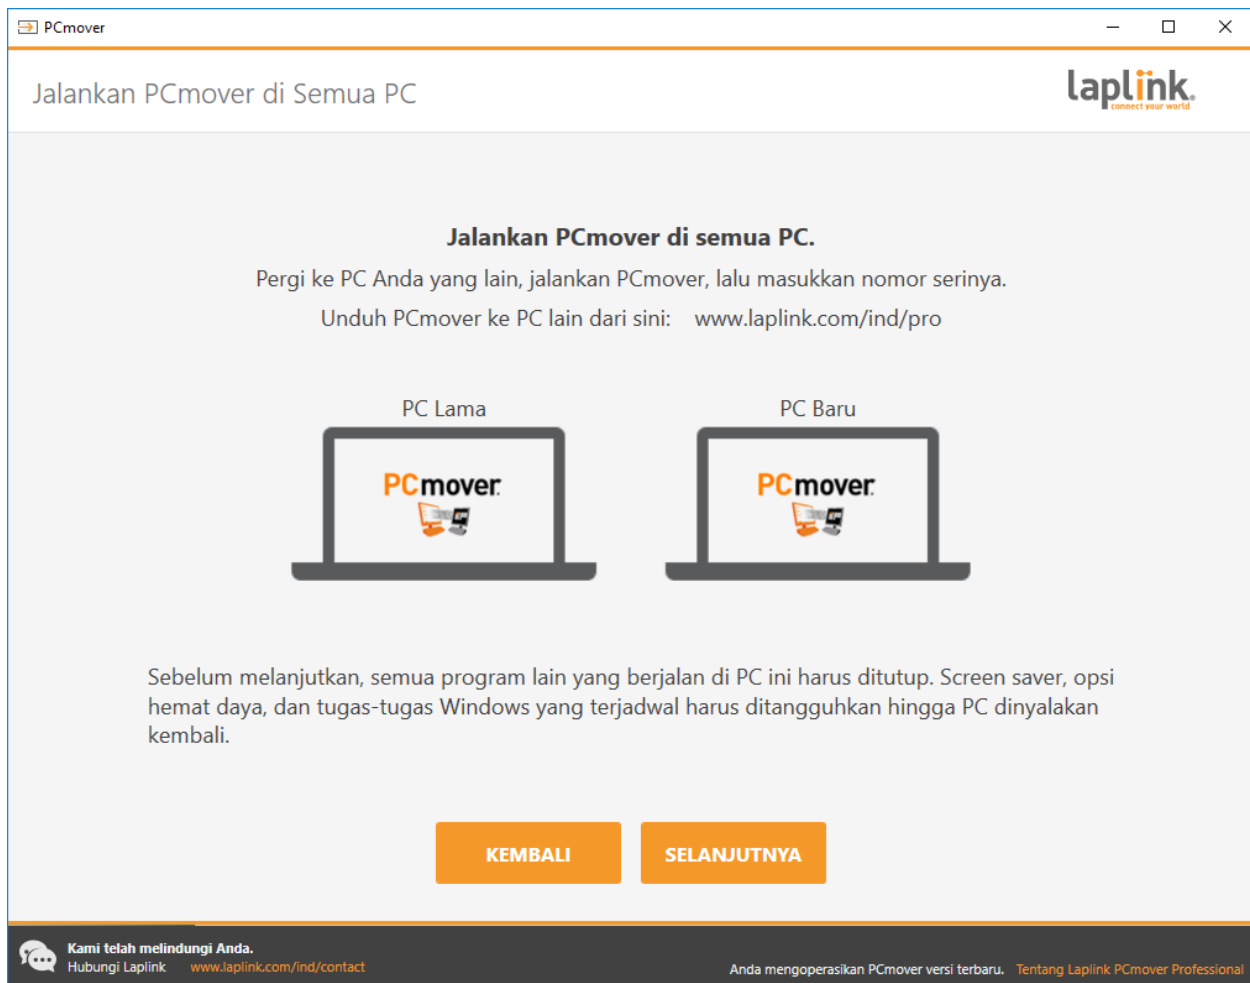 PCmover
Jalankan PCmover di Semua PC
laplink.
connect your world
Jalankan PCmover di semua PC.
Pergi ke PC Anda yang lain, jalankan PCmover, lalu masukkan nomor serinya.
Unduh PCmover ke PC lain dari sini: www.laplink.com/ind/pro
PC Lama
PC Baru
PCmover
PCmover
Sebelum melanjutkan, semua program lain yang berjalan di PC ini harus ditutup. Screen saver, opsi
hemat daya, dan tugas-tugas Windows yang terjadwal harus ditangguhkan hingga PC dinyalakan
kembali.
KEMBALI
SELANJUTNYA
Kami telah melindungi Anda.
Hubungi Laplink www.laplink.com/ind/contact
Anda mengoperasikan PCmover versi terbaru. Tentang Laplink PCmover Professional